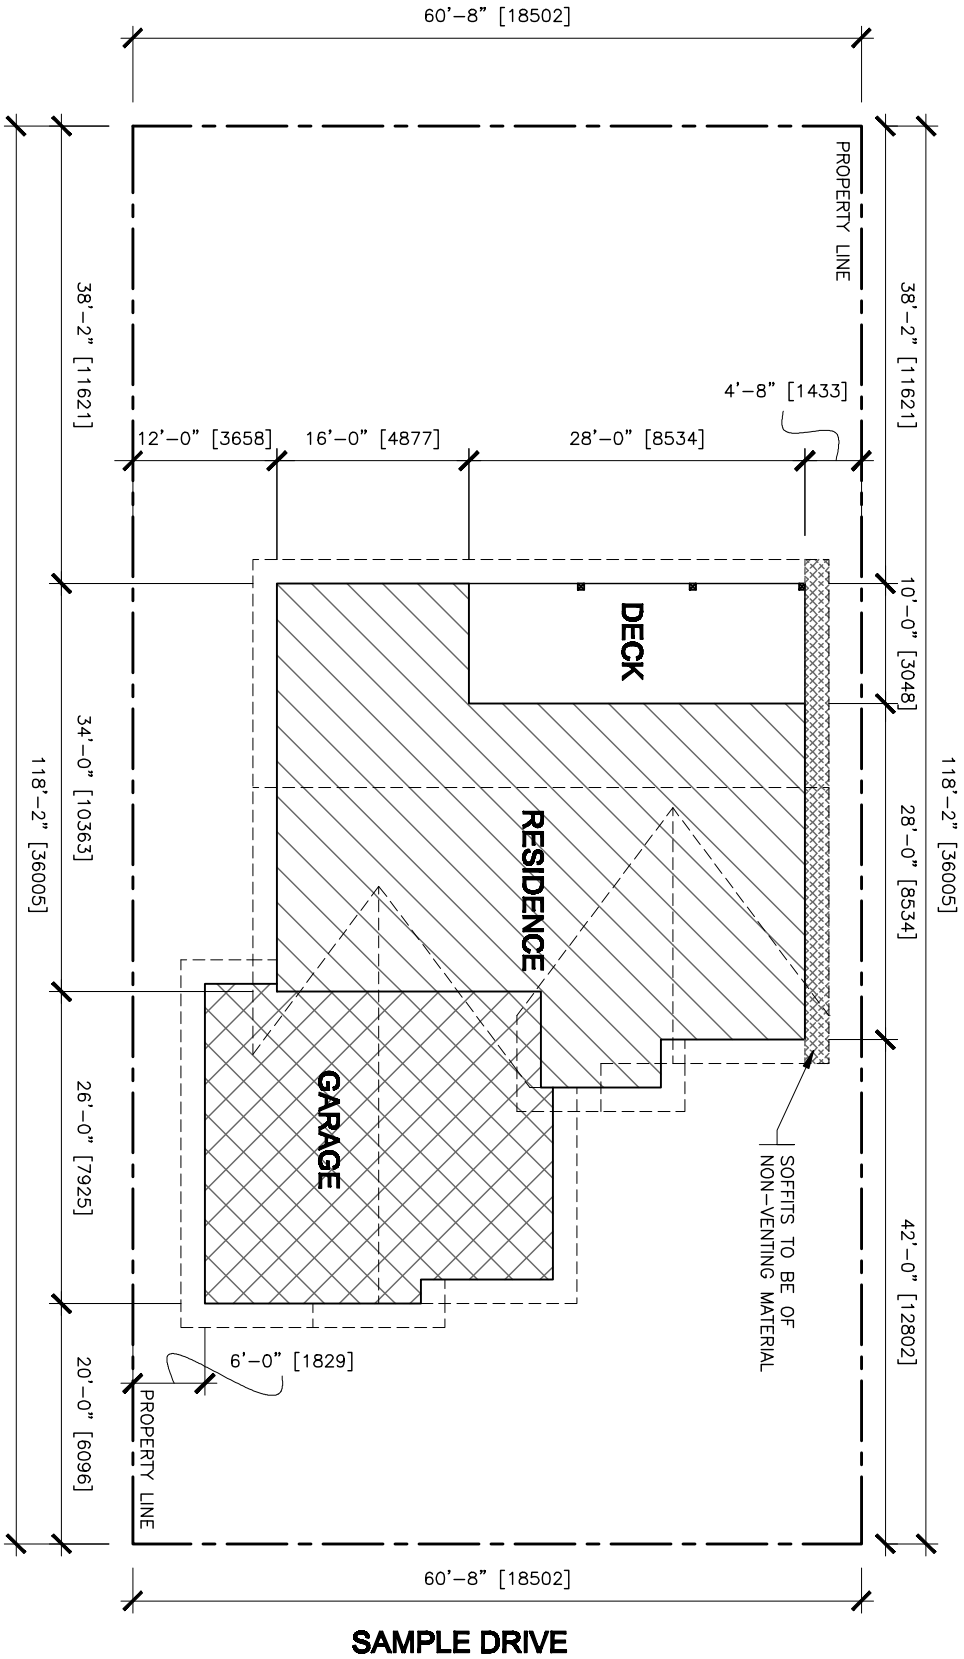 60'-8" [18502]
PROPERTY LINE
38'-2" [11621]
38'-2" [11621]
4'-8" [1433]
12'-0" [3658]
16'-0" [4877]
28'-0" [8534]
10'-0" [3048]
DECK
34'-0" [10363]
118'-2" [36005]
118'-2" [36005]
28'-0" [8534]
RESIDENCE
GARAGE
26'-0" [7925]
SOFFITS TO BE OF
NON-VENTING MATERIAL
42'-0" [12802]
6'-0" [1829]
20'-0" [6096]
PROPERTY LINE
60'-8" [18502]
SAMPLE DRIVE